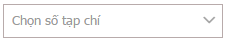 Chọn số tạp chí